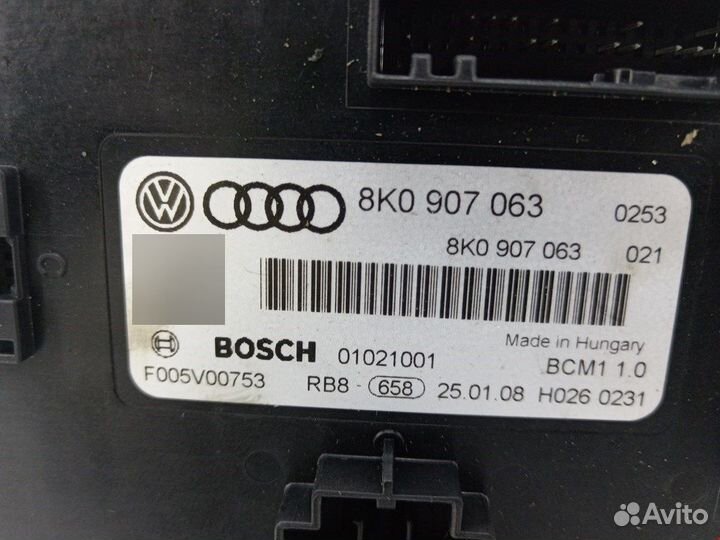 8K0 907 063 0253
8K0 907 063 021
Made in Hungary
BOSCH 01021001 BCM1 1.0
F005V00753 RB8 - 658 25.01.08 H026 0231
Avito